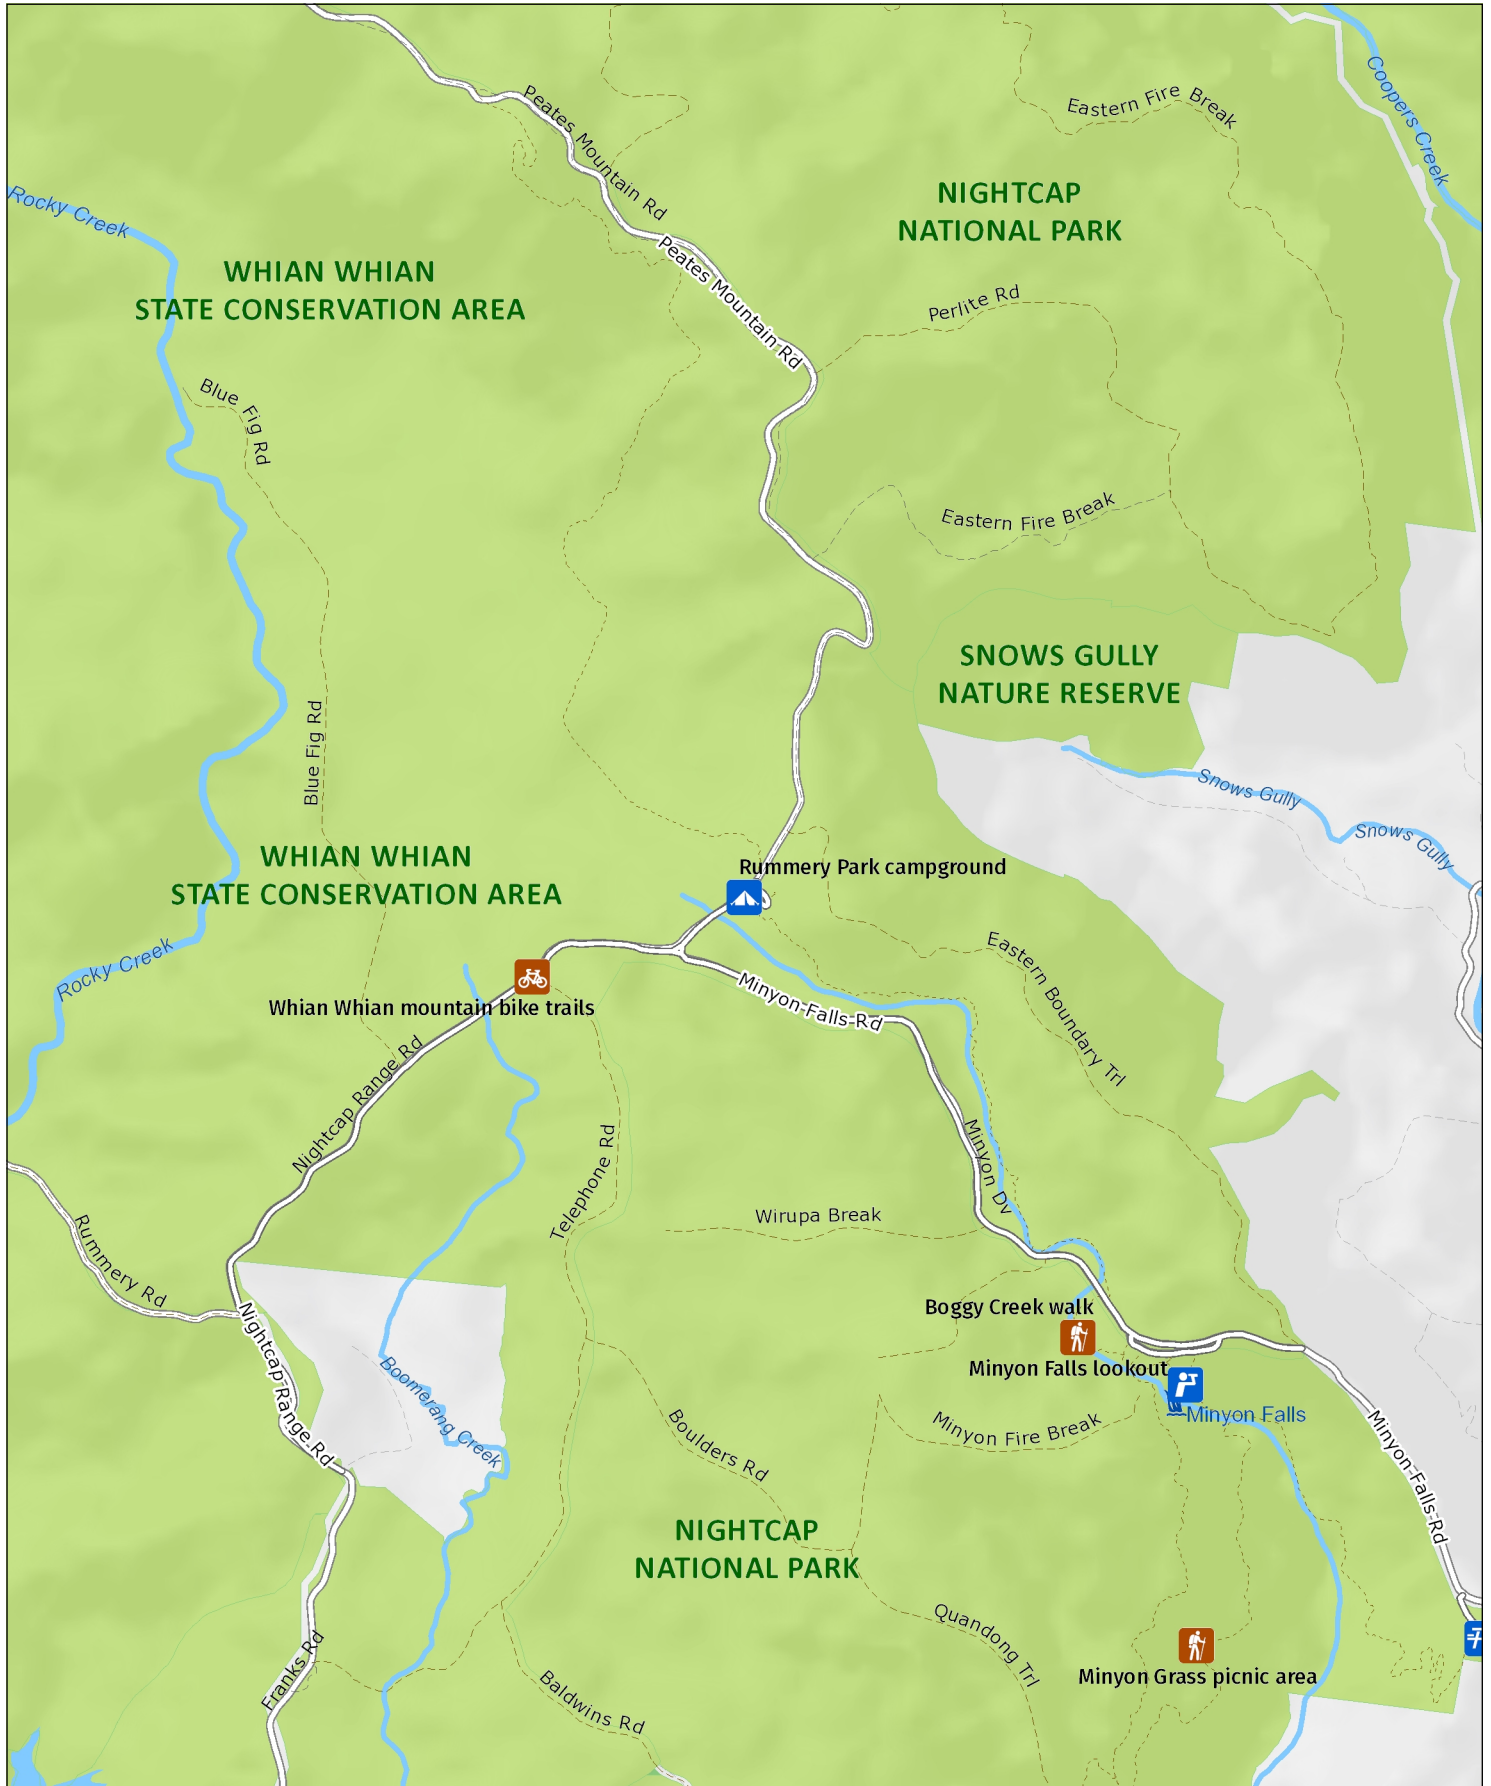 Coopers Creek
Peates Mountain Rd
Eastern Fire Break
Rocky Creek
NIGHTCAP
NATIONAL PARK
WHIAN WHIAN
STATE CONSERVATION AREA
Peates Mountain Rd
Perlite Rd
Blue Fig Rd
Eastern Fire Break
SNOWS GULLY
NATURE RESERVE
Blue Fig Rd
Snows Gully
Snows Gully
WHIAN WHIAN
STATE CONSERVATION AREA
Rummery Park campground
Rocky Creek
Eastern Boundary Trl
Whian Whian mountain bike trails
Minyon Falls Rd
Nightcap Range Rd
Minyon Dv
Telephone Rd
Wirupa Break
Rummery Rd
Boggy Creek walk
Nightcap Range Rd
Minyon Falls lookout
Boomerang Creek
Minyon Falls
Minyon Fire Break
Boulders Rd
Minyon Falls Rd
NIGHTCAP
NATIONAL PARK
Quandong Trl
Franks Rd
Minyon Grass picnic area
Baldwins Rd